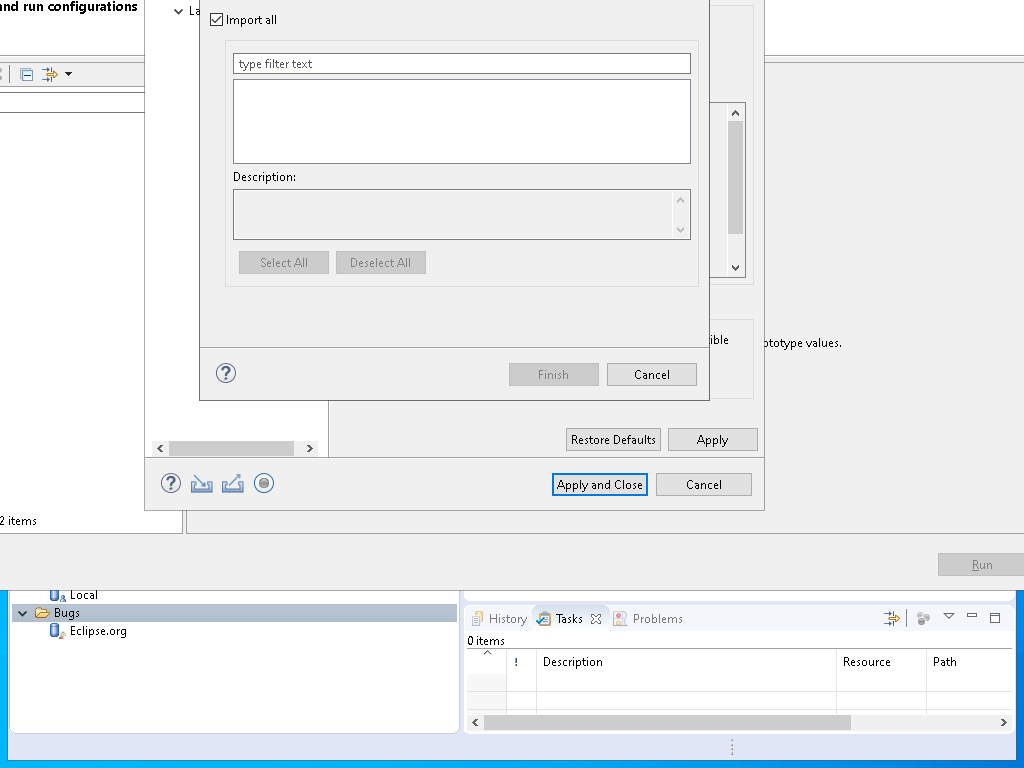 and run configurations
La
Import all
type filter text
Description:
Select All
Deselect All
ible
ototype values.
Finish
Cancel
Restore Defaults
Apply
Apply and Close
Cancel
2 items
Run
Local
Bugs
Eclipse.org
History
Tasks
Problems
0 items
! Description Resource Path